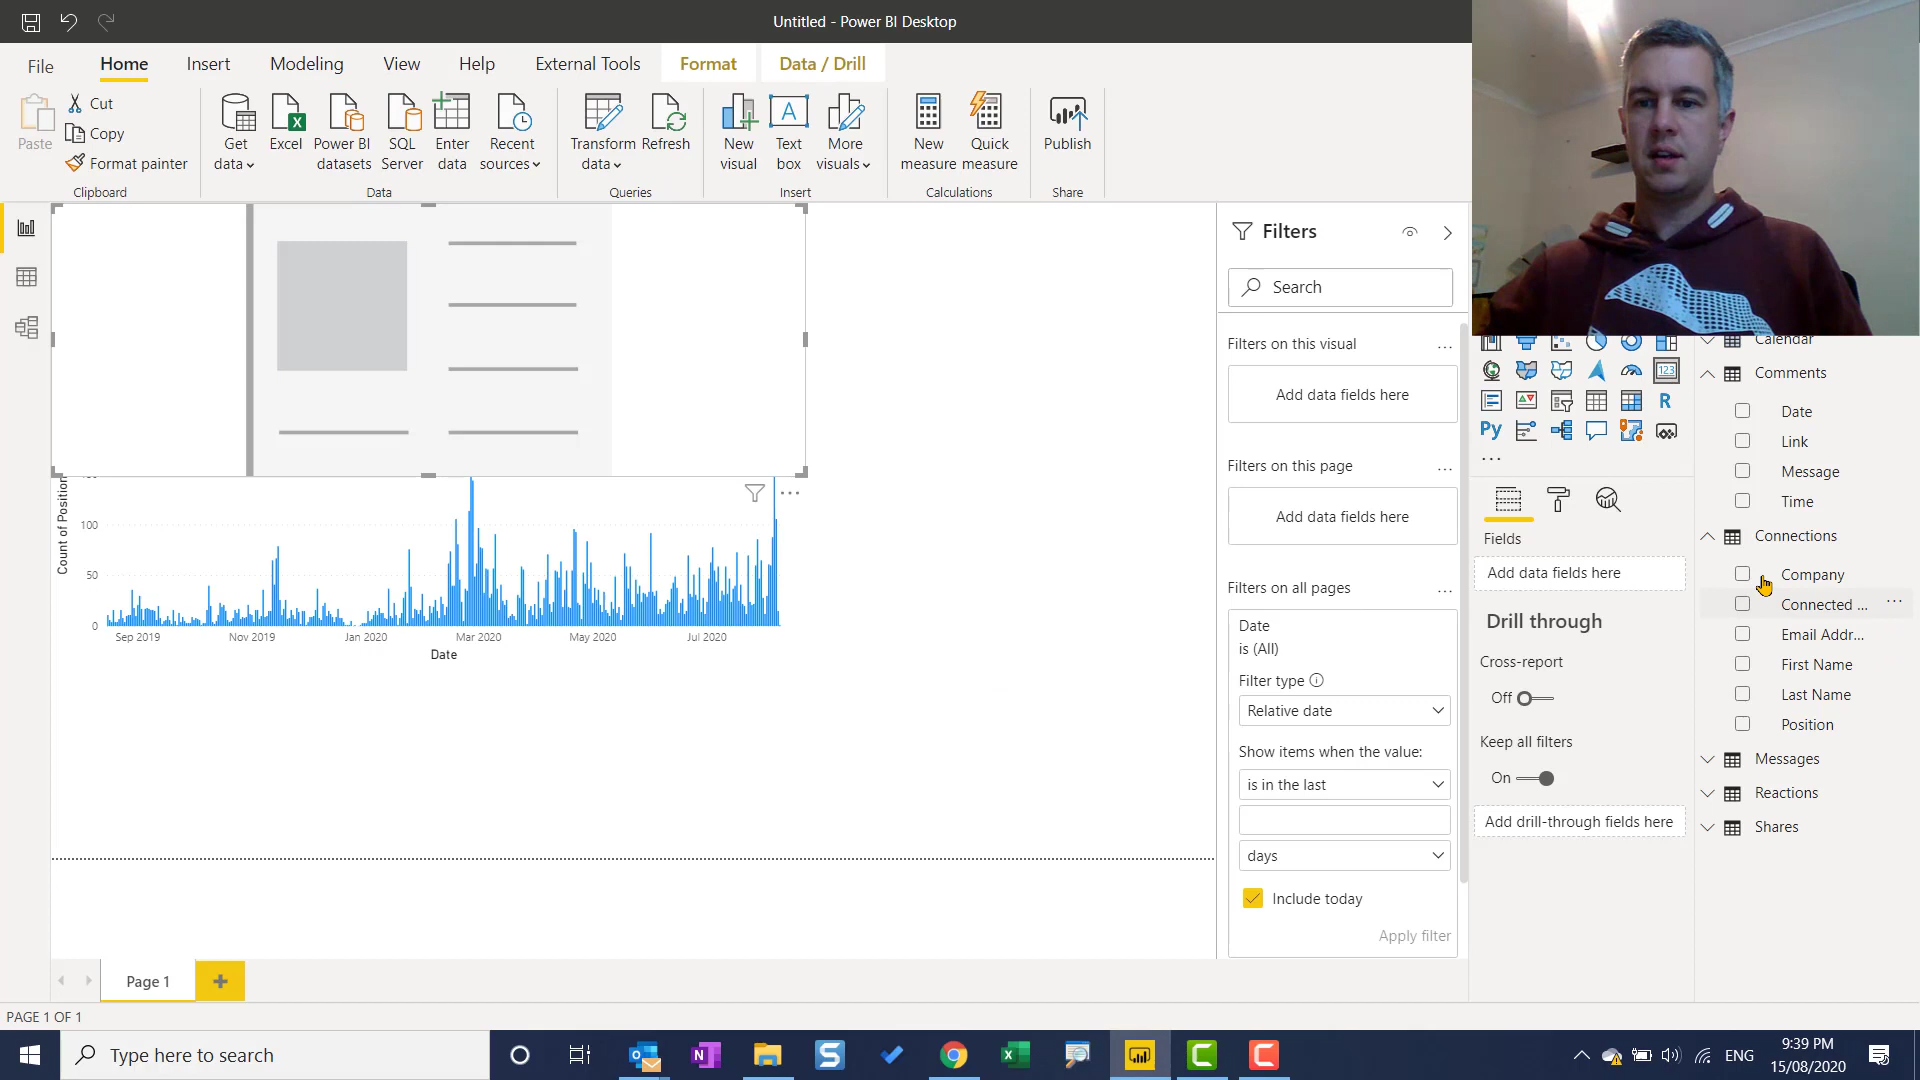 Untitled - Power BI Desktop
File Home Insert Modeling View Help External Tools Format Data / Drill
Paste
Cut
Copy
Format painter
Clipboard
Get data
Excel
Power BI datasets
SQL Server
Enter data
Recent sources
Data
Transform data
Refresh
Queries
New visual
Text box
More visuals
Insert
New measure
Quick measure
Calculations
Publish
Share
Count of Position
100
50
0
Sep 2019 Nov 2019 Jan 2020 Mar 2020 May 2020 Jul 2020
Date
Filters
Search
Filters on this visual
Add data fields here
Filters on this page
Add data fields here
Filters on all pages
Date
is (All)
Filter type
Relative date
Show items when the value:
is in the last
days
Include today
Apply filter
123
R
Py
Fields
Add data fields here
Drill through
Cross-report
Off
Keep all filters
On
Add drill-through fields here
Calendar
Comments
Date
Link
Message
Time
Connections
Company
Connected ...
Email Addr...
First Name
Last Name
Position
Messages
Reactions
Shares
Page 1
PAGE 1 OF 1
Type here to search
ENG
9:39 PM
15/08/2020